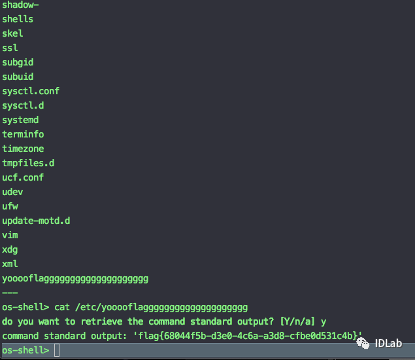 shadow-
shells
skel
ssl
subgid
subuid
sysctl.conf
sysctl.d
systemd
terminfo
timezone
tmpfiles.d
ucf.conf
udev
ufw
update-motd.d
vim
xdg
xml
yooooflagggggggggggggggggggg
---
os-shell> cat /etc/yooooflagggggggggggggggggggg
do you want to retrieve the command standard output? [Y/n/a] y
command standard output: 'flag{68044f5b-d3e0-4c6a-a3d8-cfbe0d531c4b}'
os-shell>
IDLab